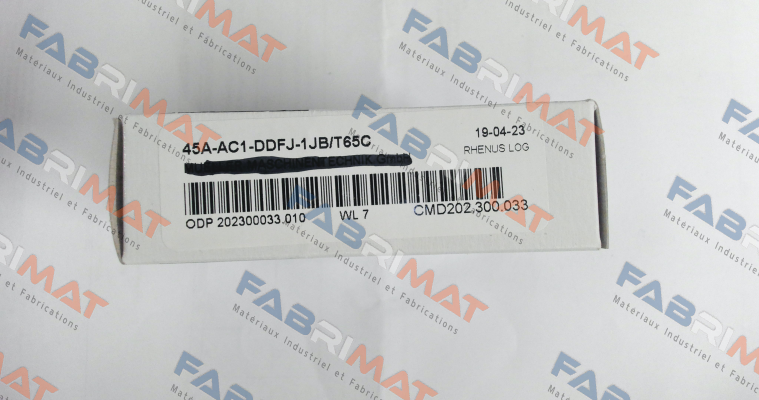 45A-AC1-DDFJ-1JB/T65C
19-04-23
RHENUS LOG
ODP 202300033.010
WL 7
CMD202.300.033
FABRIMAT
Matériaux Industriel et Fabrications